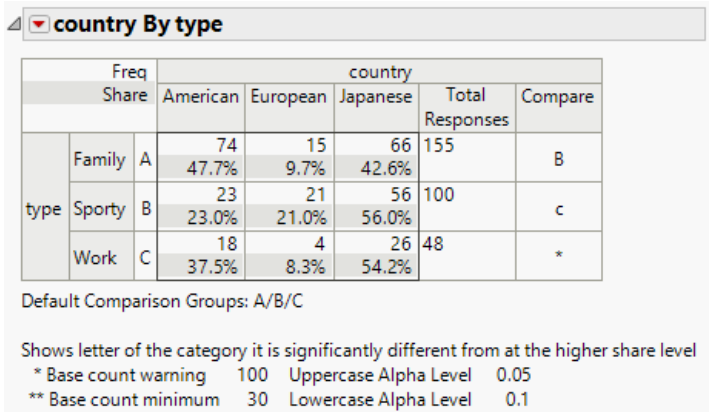 country By type
Freq country
Share American European Japanese Total Responses Compare
type Family A 74 15 66 155 B
47.7% 9.7% 42.6%
Sporty B 23 21 56 100 c
23.0% 21.0% 56.0%
Work C 18 4 26 48 *
37.5% 8.3% 54.2%
Default Comparison Groups: A/B/C
Shows letter of the category it is significantly different from at the higher share level
* Base count warning 100 Uppercase Alpha Level 0.05
** Base count minimum 30 Lowercase Alpha Level 0.1